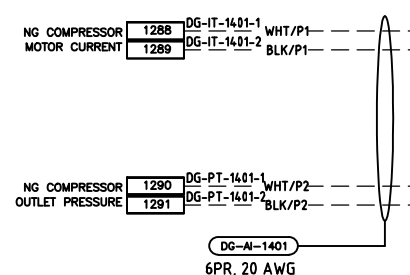 NG COMPRESSOR 1288 DG-IT-1401-1 WHT/P1
MOTOR CURRENT 1289 DG-IT-1401-2 BLK/P1
NG COMPRESSOR 1290 DG-PT-1401-1 WHT/P2
OUTLET PRESSURE 1291 DG-PT-1401-2 BLK/P2
DG-AI-1401
6PR, 20 AWG